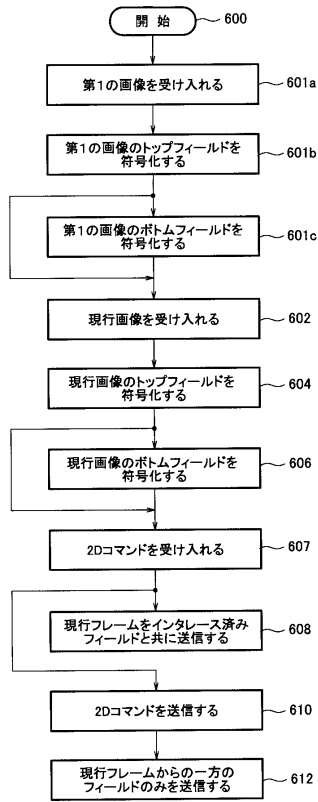 開 始
600
第1の画像を受け入れる
601a
第1の画像のトップフィールドを
符号化する
601b
第1の画像のボトムフィールドを
符号化する
601c
現行画像を受け入れる
602
現行画像のトップフィールドを
符号化する
604
現行画像のボトムフィールドを
符号化する
606
2Dコマンドを受け入れる
607
現行フレームをインタレース済み
フィールドと共に送信する
608
2Dコマンドを送信する
610
現行フレームからの一方の
フィールドのみを送信する
612